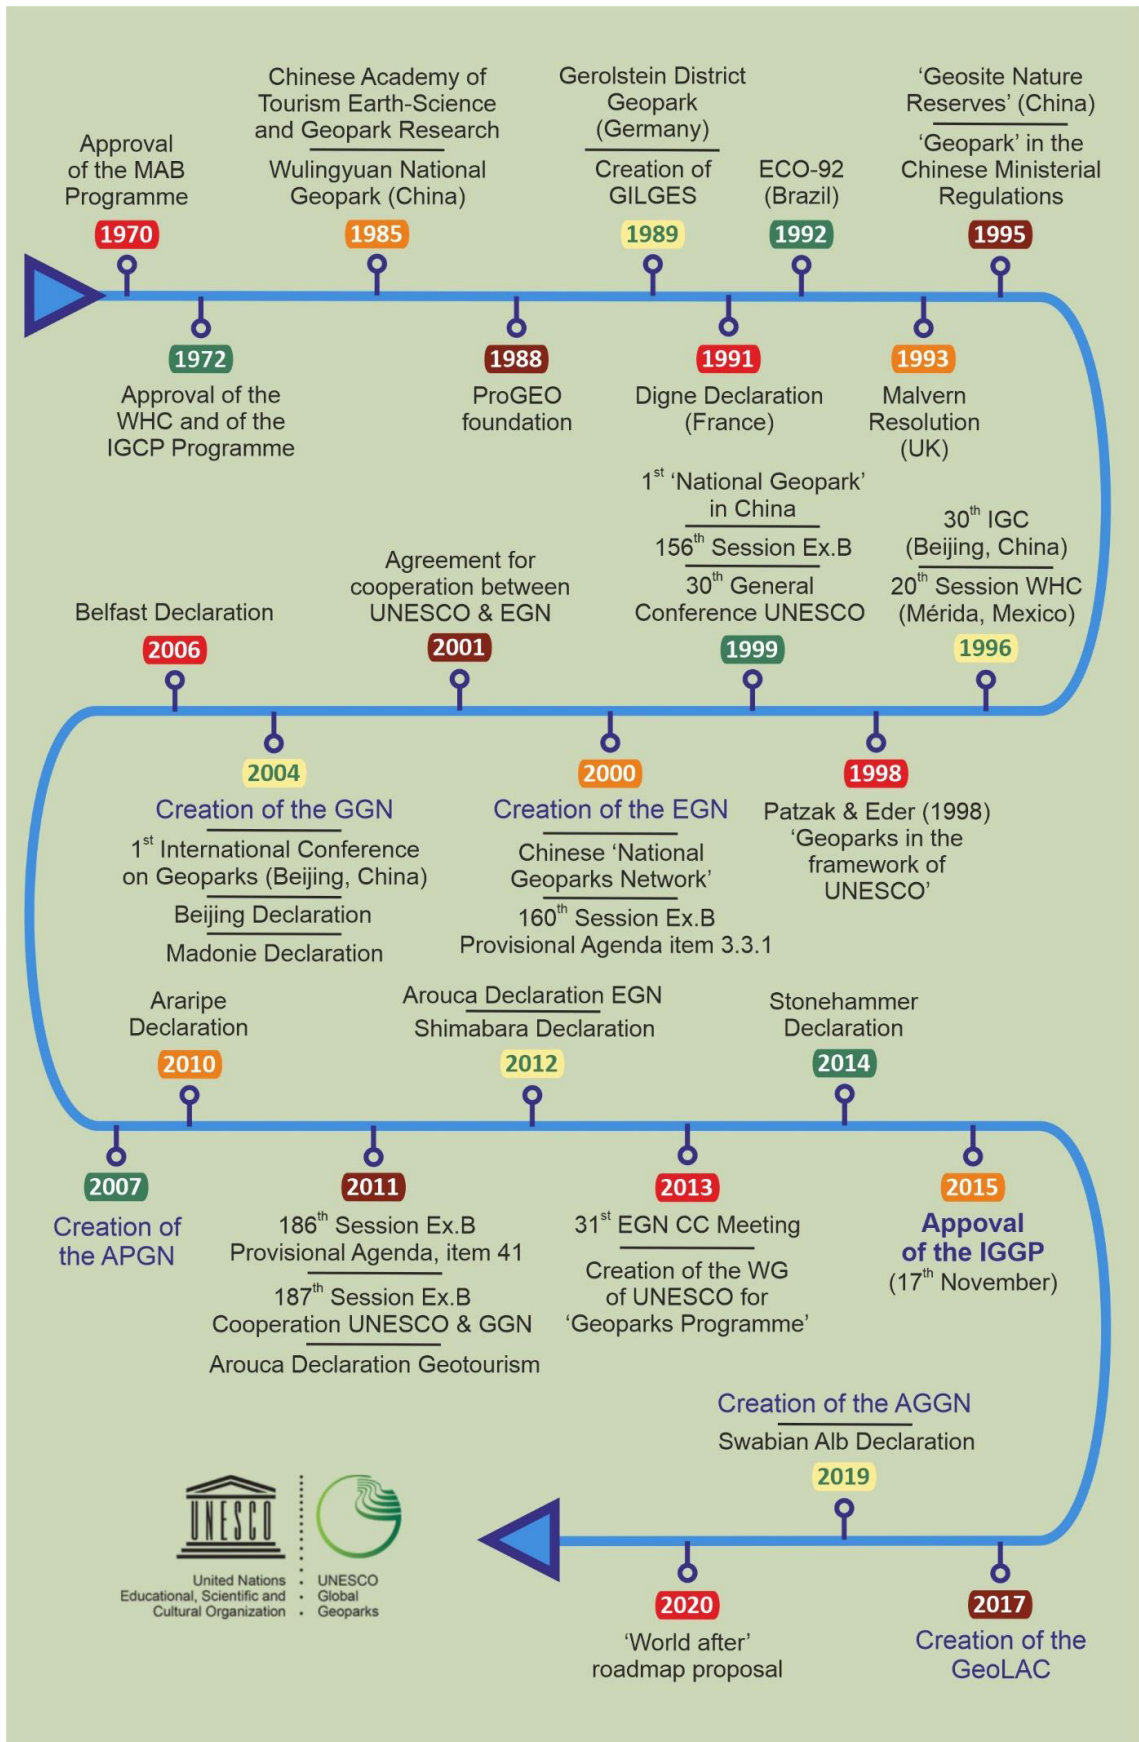 Approval
of the MAB
Programme
1970
Approval of the
WHC and of the
IGCP Programme
1972
Chinese Academy of
Tourism Earth-Science
and Geopark Research
Wulingyuan National
Geopark (China)
1985
1988
ProGEO
foundation
Gerolstein District
Geopark
(Germany)
Creation of
GILGES
1989
1991
Digne Declaration
(France)
ECO-92
(Brazil)
1992
1993
Malvern
Resolution
(UK)
‘Geosite Nature
Reserves’ (China)
‘Geopark’ in the
Chinese Ministerial
Regulations
1995
30th IGC
(Beijing, China)
20th Session WHC
(Mérida, Mexico)
1996
1998
Patzak & Eder (1998)
‘Geoparks in the
framework of
UNESCO’
1st ‘National Geopark’
in China
156th Session Ex.B
30th General
Conference UNESCO
1999
2000
Creation of the EGN
Chinese ‘National
Geoparks Network’
160th Session Ex.B
Provisional Agenda item 3.3.1
Agreement for
cooperation between
UNESCO & EGN
2001
2004
Creation of the GGN
1st International Conference
on Geoparks (Beijing, China)
Beijing Declaration
Madonie Declaration
Belfast Declaration
2006
2007
Creation of
the APGN
Araripe
Declaration
2010
2011
186th Session Ex.B
Provisional Agenda, item 41
187th Session Ex.B
Cooperation UNESCO & GGN
Arouca Declaration Geotourism
Arouca Declaration EGN
Shimabara Declaration
2012
2013
31st EGN CC Meeting
Creation of the WG
of UNESCO for
‘Geoparks Programme’
Stonehammer
Declaration
2014
2015
Appoval
of the IGGP
(17th November)
2017
Creation of the
GeoLAC
Creation of the AGGN
Swabian Alb Declaration
2019
2020
‘World after’
roadmap proposal
UNESCO
United Nations
Educational, Scientific and
Cultural Organization
UNESCO
Global
Geoparks